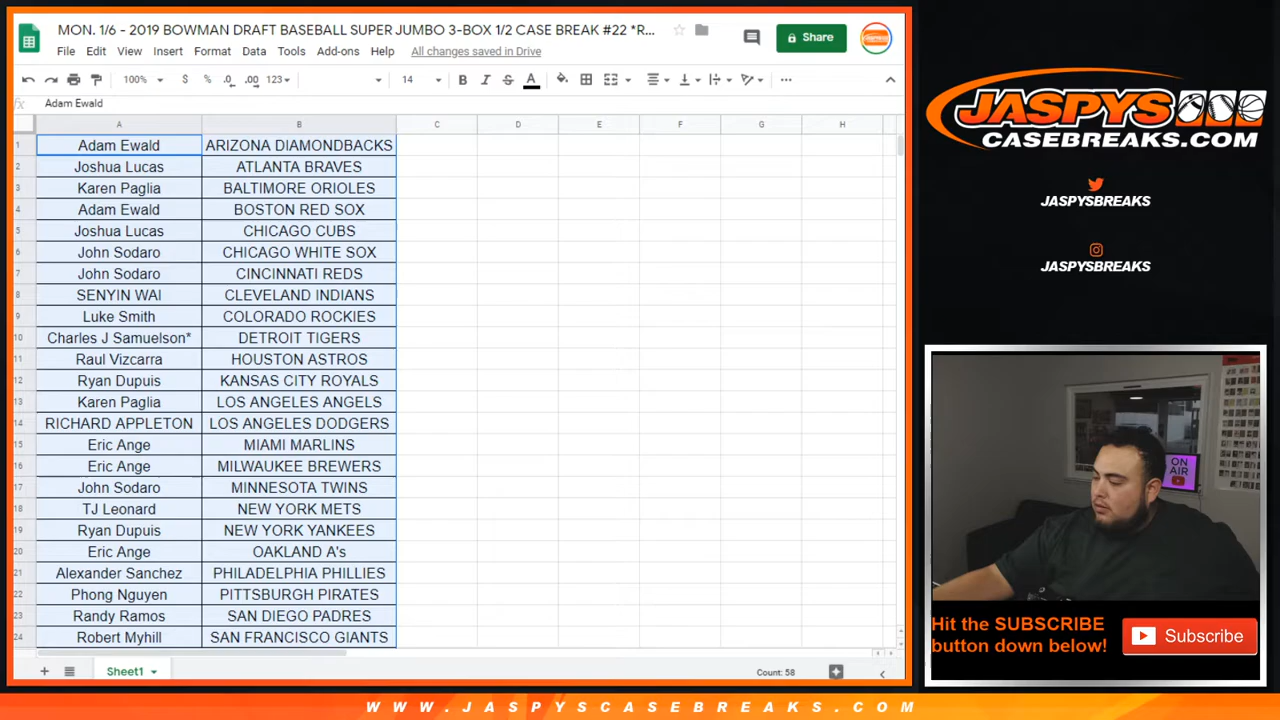 MON. 1/6 - 2019 BOWMAN DRAFT BASEBALL SUPER JUMBO 3-BOX 1/2 CASE BREAK #22 *R...
Share
File Edit View Insert Format Data Tools Add-ons Help All changes saved in Drive
100% $ % .0 .00 123 14 B I S A
fx Adam Ewald
A B C D E F G H
1 Adam Ewald ARIZONA DIAMONDBACKS
2 Joshua Lucas ATLANTA BRAVES
3 Karen Paglia BALTIMORE ORIOLES
4 Adam Ewald BOSTON RED SOX
5 Joshua Lucas CHICAGO CUBS
6 John Sodaro CHICAGO WHITE SOX
7 John Sodaro CINCINNATI REDS
8 SENYIN WAI CLEVELAND INDIANS
9 Luke Smith COLORADO ROCKIES
10 Charles J Samuelson* DETROIT TIGERS
11 Raul Vizcarra HOUSTON ASTROS
12 Ryan Dupuis KANSAS CITY ROYALS
13 Karen Paglia LOS ANGELES ANGELS
14 RICHARD APPLETON LOS ANGELES DODGERS
15 Eric Ange MIAMI MARLINS
16 Eric Ange MILWAUKEE BREWERS
17 John Sodaro MINNESOTA TWINS
18 TJ Leonard NEW YORK METS
19 Ryan Dupuis NEW YORK YANKEES
20 Eric Ange OAKLAND A's
21 Alexander Sanchez PHILADELPHIA PHILLIES
22 Phong Nguyen PITTSBURGH PIRATES
23 Randy Ramos SAN DIEGO PADRES
24 Robert Myhill SAN FRANCISCO GIANTS
Sheet1
Count: 58
JASPYS
CASEBREAKS.COM
JASPYSBREAKS
JASPYSBREAKS
ON
AIR
Hit the SUBSCRIBE
button down below!
Subscribe
WWW.JASPYSCASEBREAKS.COM